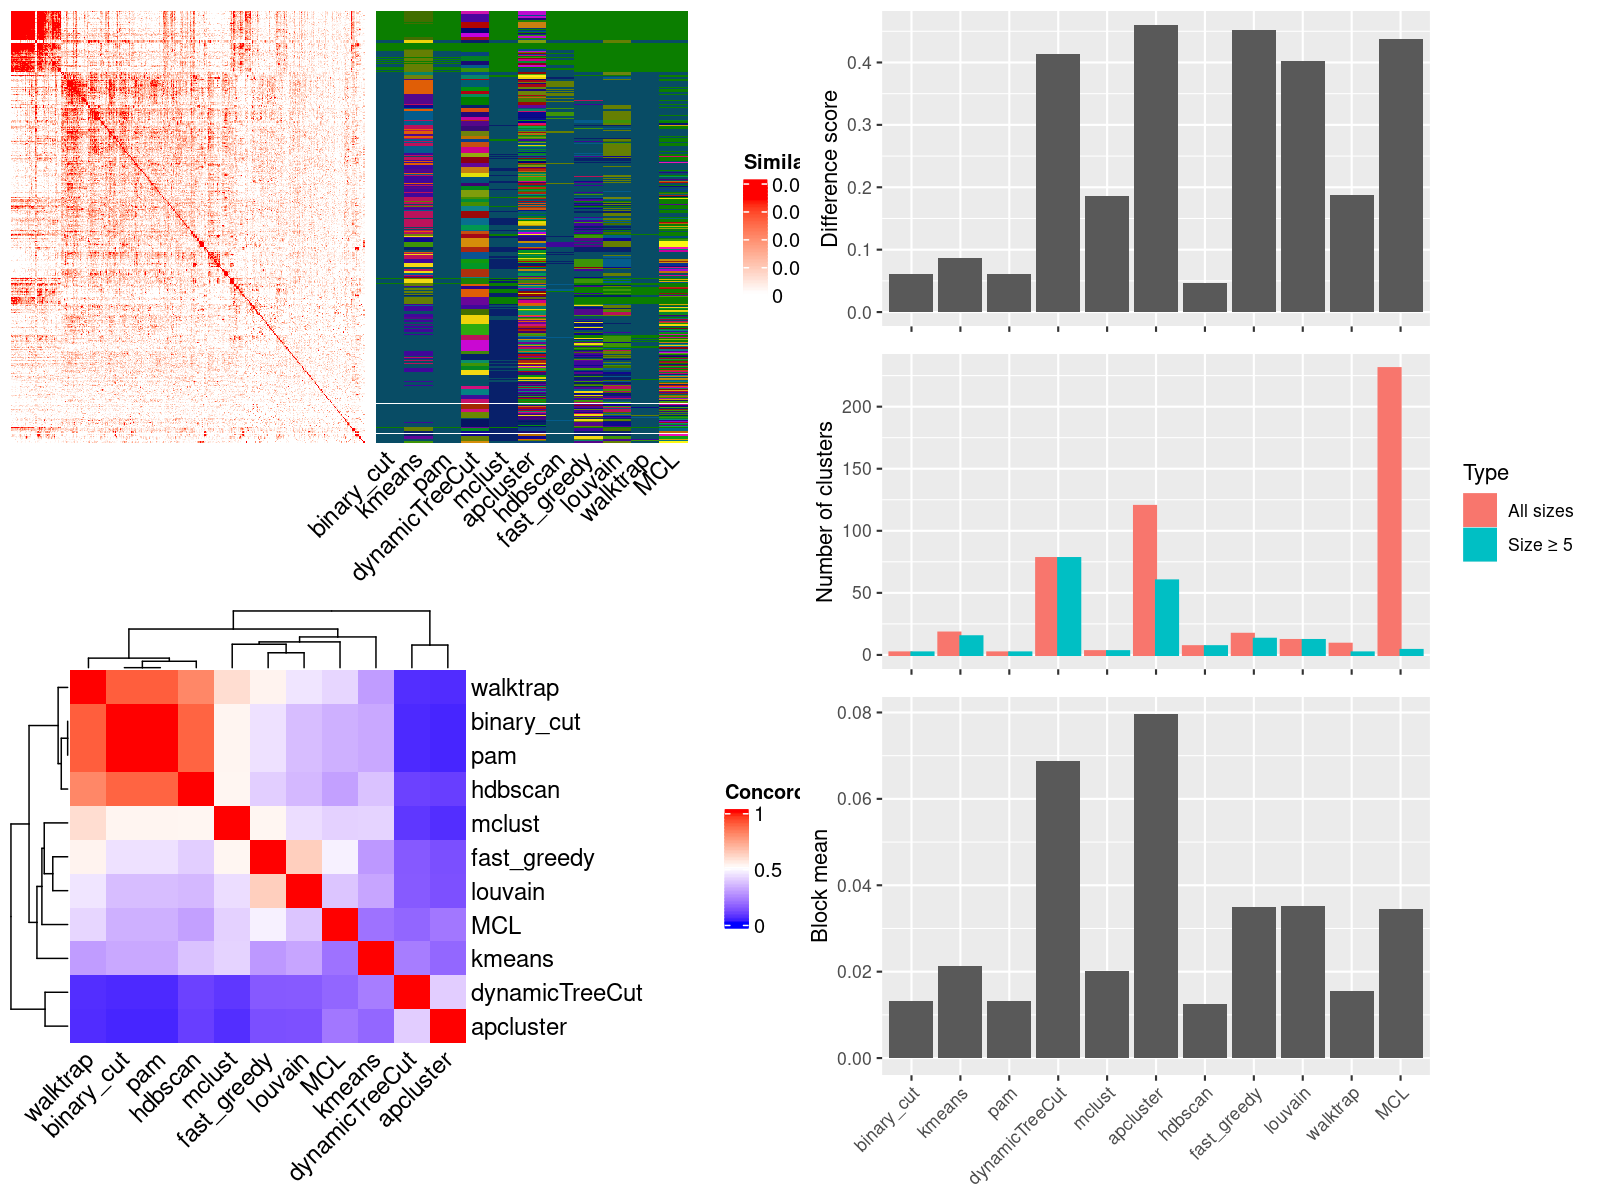 Simila
0.0
0.0
0.0
0.0
0
binary_cut
kmeans
pam
dynamicTreeCut
mclust
apcluster
hdbscan
fast_greedy
louvain
walktrap
MCL
walktrap
binary_cut
pam
hdbscan
mclust
fast_greedy
louvain
MCL
kmeans
dynamicTreeCut
apcluster
walktrap
binary_cut
pam
hdbscan
mclust
fast_greedy
louvain
MCL
kmeans
dynamicTreeCut
apcluster
Concord
1
0.5
0
Difference score
0.4
0.3
0.2
0.1
0.0
Number of clusters
200
150
100
50
0
Type
All sizes
Size ≥ 5
Block mean
0.08
0.06
0.04
0.02
0.00
binary_cut
kmeans
pam
dynamicTreeCut
mclust
apcluster
hdbscan
fast_greedy
louvain
walktrap
MCL